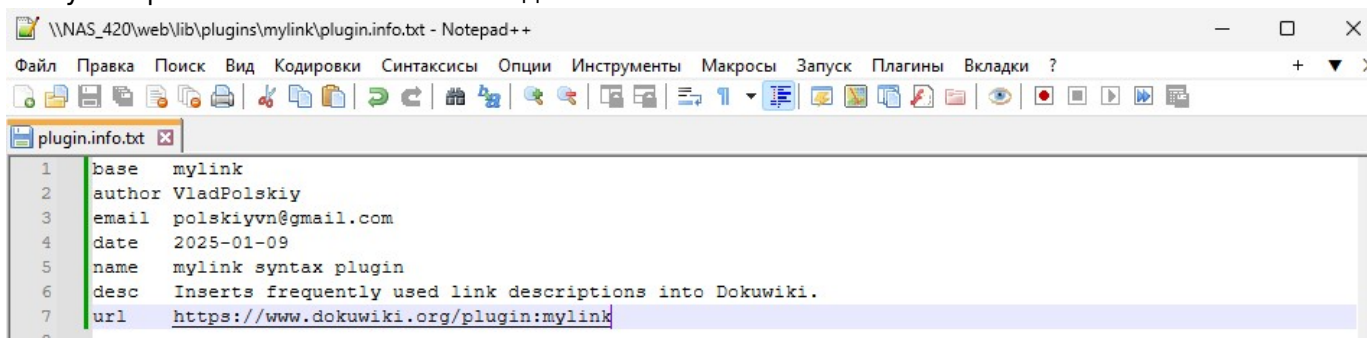 \\NAS_420\web\lib\plugins\mylink\plugin.info.txt - Notepad++
Файл Правка Поиск Вид Кодировки Синтаксисы Опции Инструменты Макросы Запуск Плагины Вкладки ?
plugin.info.txt
1 base mylink
2 author VladPolskiy
3 email polskiyvn@gmail.com
4 date 2025-01-09
5 name mylink syntax plugin
6 desc Inserts frequently used link descriptions into Dokuwiki.
7 url https://www.dokuwiki.org/plugin:mylink